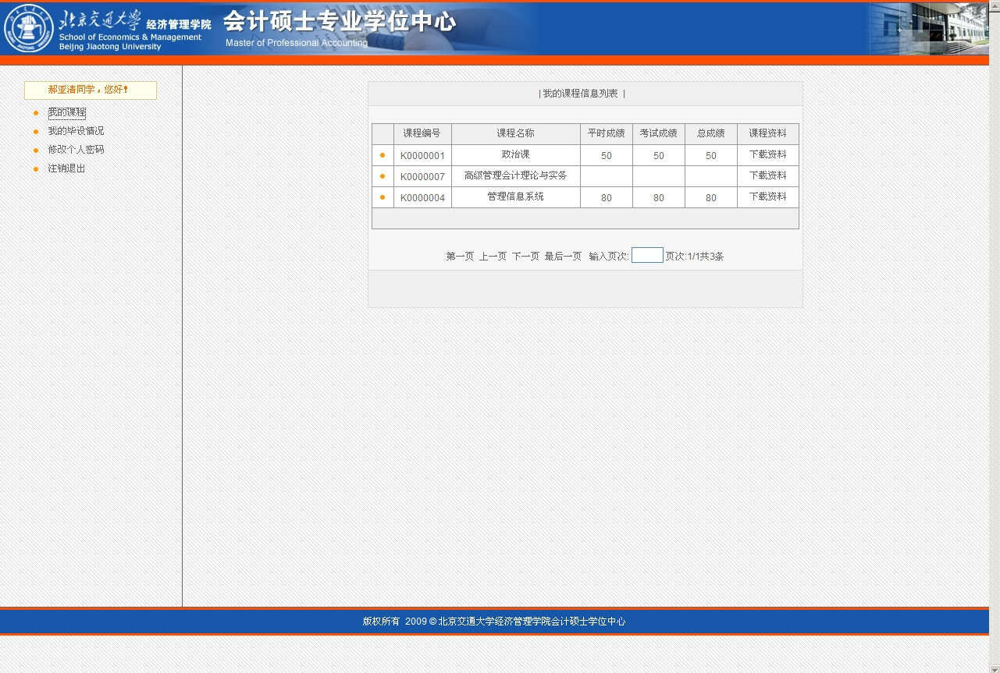 北京交通大学 经济管理学院
School of Economics & Management
Beijng Jiaotong University
会计硕士专业学位中心
Master of Professional Accounting
郝亚清同学，您好！
我的课程
我的毕设情况
修改个人密码
注销退出
| 我的课程信息列表 |
课程编号 课程名称 平时成绩 考试成绩 总成绩 课程资料
K0000001 政治课 50 50 50 下载资料
K0000007 高级管理会计理论与实务 下载资料
K0000004 管理信息系统 80 80 80 下载资料
第一页 上一页 下一页 最后一页 输入页次: 页次:1/1共3条
版权所有 2009 © 北京交通大学经济管理学院会计硕士学位中心